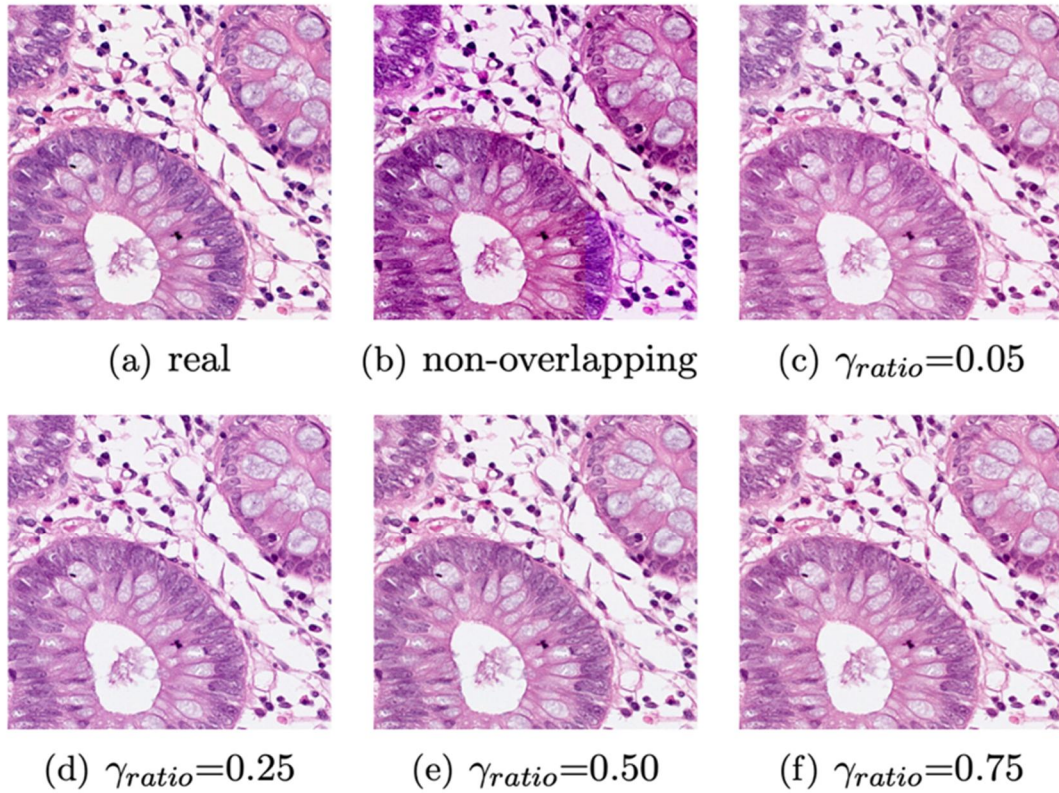 (a) real
(b) non-overlapping
(c) γratio=0.05
(d) γratio=0.25
(e) γratio=0.50
(f) γratio=0.75